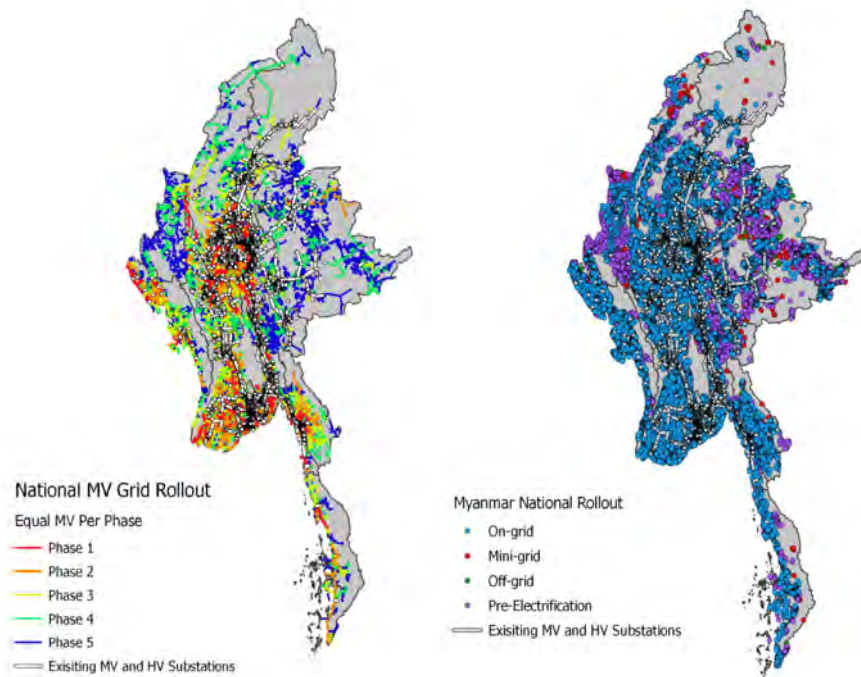 National MV Grid Rollout
Equal MV Per Phase
Phase 1
Phase 2
Phase 3
Phase 4
Phase 5
Exisiting MV and HV Substations
Myanmar National Rollout
On-grid
Mini-grid
Off-grid
Pre-Electrification
Exisiting MV and HV Substations